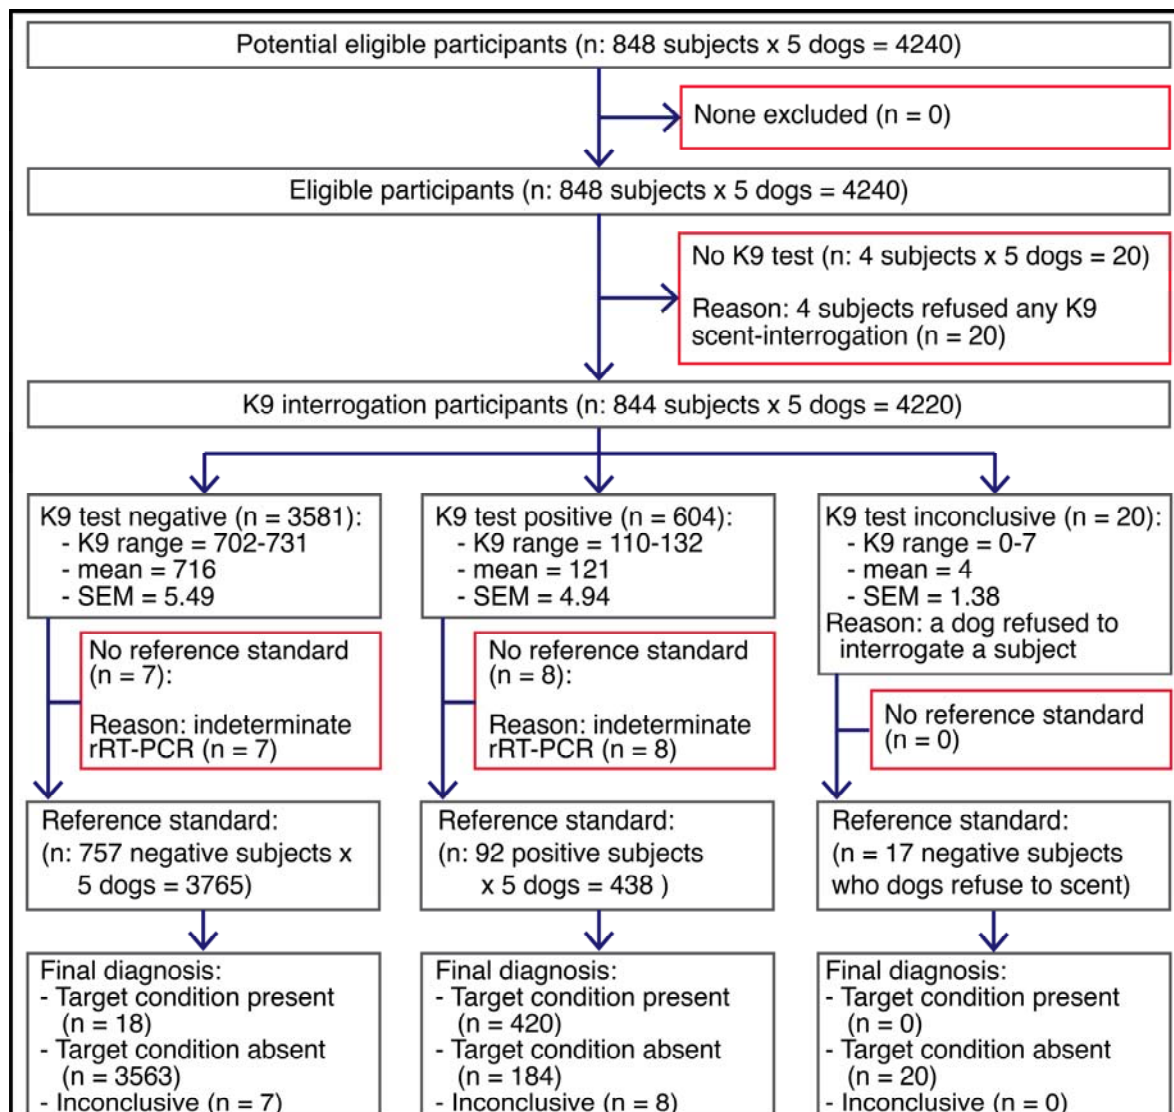 Potential eligible participants (n: 848 subjects x 5 dogs = 4240)
None excluded (n = 0)
Eligible participants (n: 848 subjects x 5 dogs = 4240)
No K9 test (n: 4 subjects x 5 dogs = 20)
Reason: 4 subjects refused any K9
scent-interrogation (n = 20)
K9 interrogation participants (n: 844 subjects x 5 dogs = 4220)
K9 test negative (n = 3581):
- K9 range = 702-731
- mean = 716
- SEM = 5.49
No reference standard
(n = 7):
Reason: indeterminate
rRT-PCR (n = 7)
Reference standard:
(n: 757 negative subjects x
5 dogs = 3765)
Final diagnosis:
- Target condition present
(n = 18)
- Target condition absent
(n = 3563)
- Inconclusive (n = 7)
K9 test positive (n = 604):
- K9 range = 110-132
- mean = 121
- SEM = 4.94
No reference standard
(n = 8):
Reason: indeterminate
rRT-PCR (n = 8)
Reference standard:
(n: 92 positive subjects
x 5 dogs = 438 )
Final diagnosis:
- Target condition present
(n = 420)
- Target condition absent
(n = 184)
- Inconclusive (n = 8)
K9 test inconclusive (n = 20):
- K9 range = 0-7
- mean = 4
- SEM = 1.38
Reason: a dog refused to
interrogate a subject
No reference standard
(n = 0)
Reference standard:
(n = 17 negative subjects
who dogs refuse to scent)
Final diagnosis:
- Target condition present
(n = 0)
- Target condition absent
(n = 20)
- Inconclusive (n = 0)